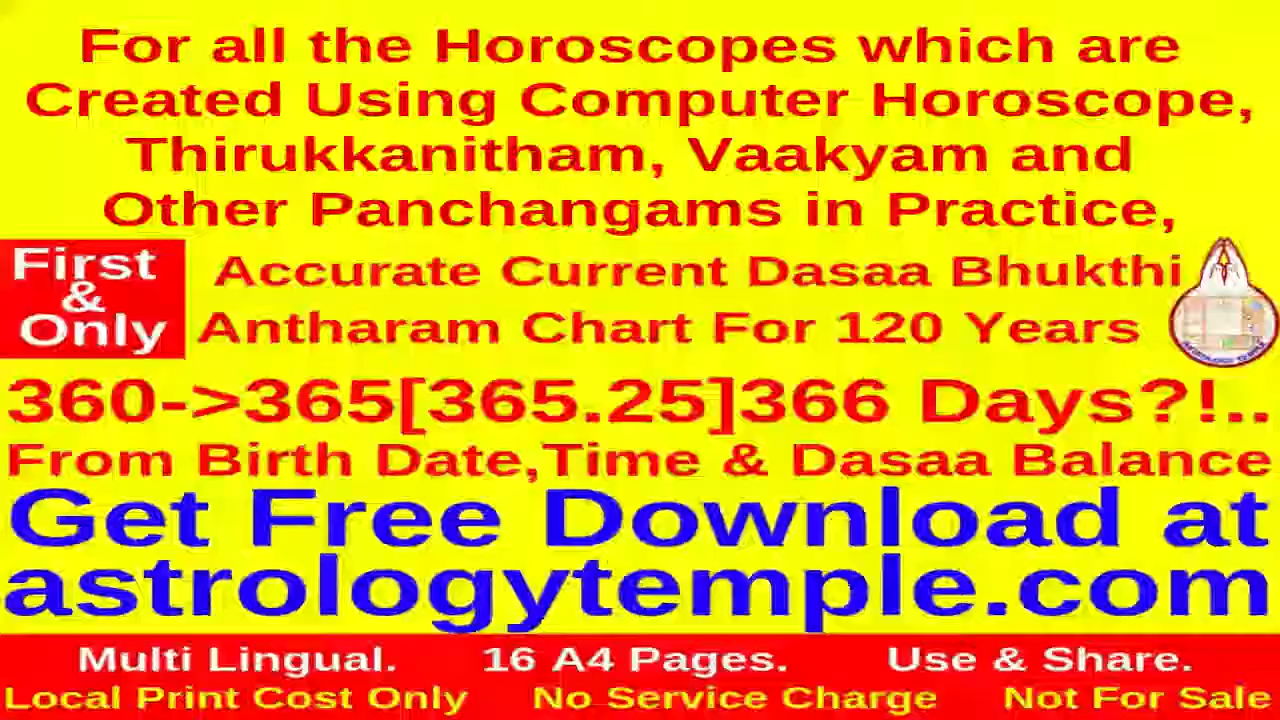 For all the Horoscopes which are
Created Using Computer Horoscope,
Thirukkanitham, Vaakyam and
Other Panchangams in Practice,
First
&
Only
Accurate Current Dasaa Bhukthi
Antharam Chart For 120 Years
ASTROLOGY TEMPLE
360->365[365.25]366 Days?!..
From Birth Date,Time & Dasaa Balance
Get Free Download at
astrologytemple.com
Multi Lingual. 16 A4 Pages. Use & Share.
Local Print Cost Only No Service Charge Not For Sale